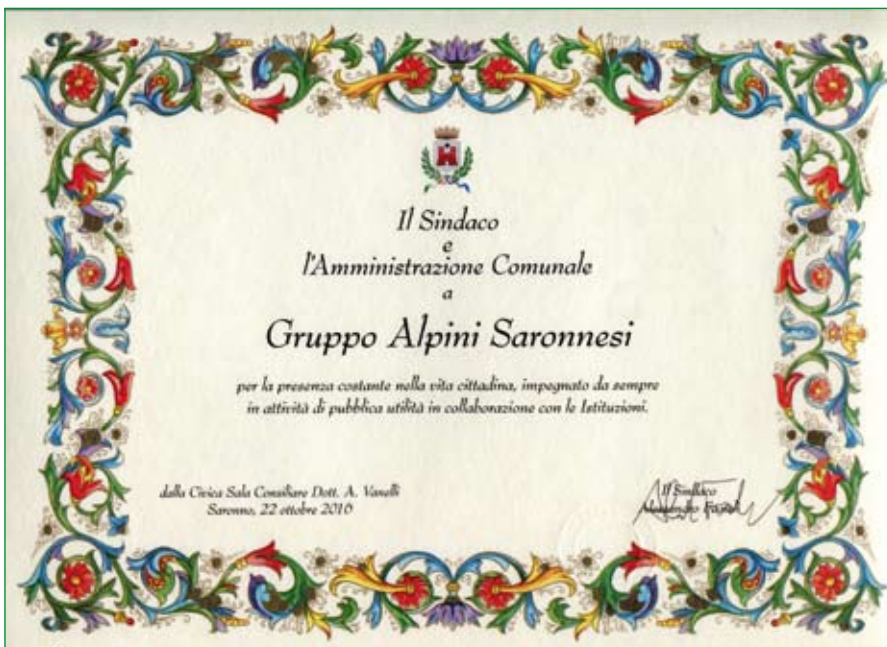 Il Sindaco
e
l'Amministrazione Comunale
a
Gruppo Alpini Saronnesi
per la presenza costante nella vita cittadina, impegnato da sempre
in attività di pubblica utilità in collaborazione con le Istituzioni.
dalla Civica Sala Consiliare Dott. A. Vanelli
Saronno, 22 ottobre 2016
Il Sindaco
Alessandro